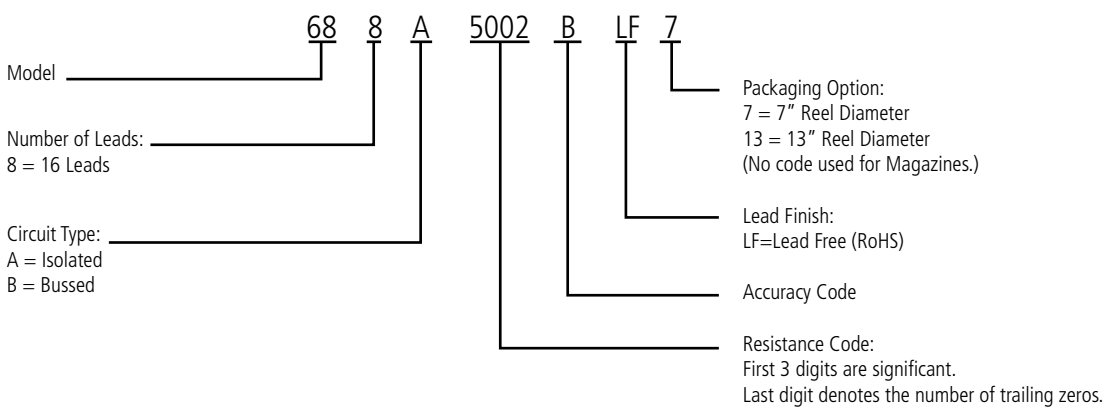 68 8 A 5002 B LF 7
Model
Number of Leads:
8 = 16 Leads
Circuit Type:
A = Isolated
B = Bussed
Packaging Option:
7 = 7” Reel Diameter
13 = 13” Reel Diameter
(No code used for Magazines.)
Lead Finish:
LF=Lead Free (RoHS)
Accuracy Code
Resistance Code:
First 3 digits are significant.
Last digit denotes the number of trailing zeros.